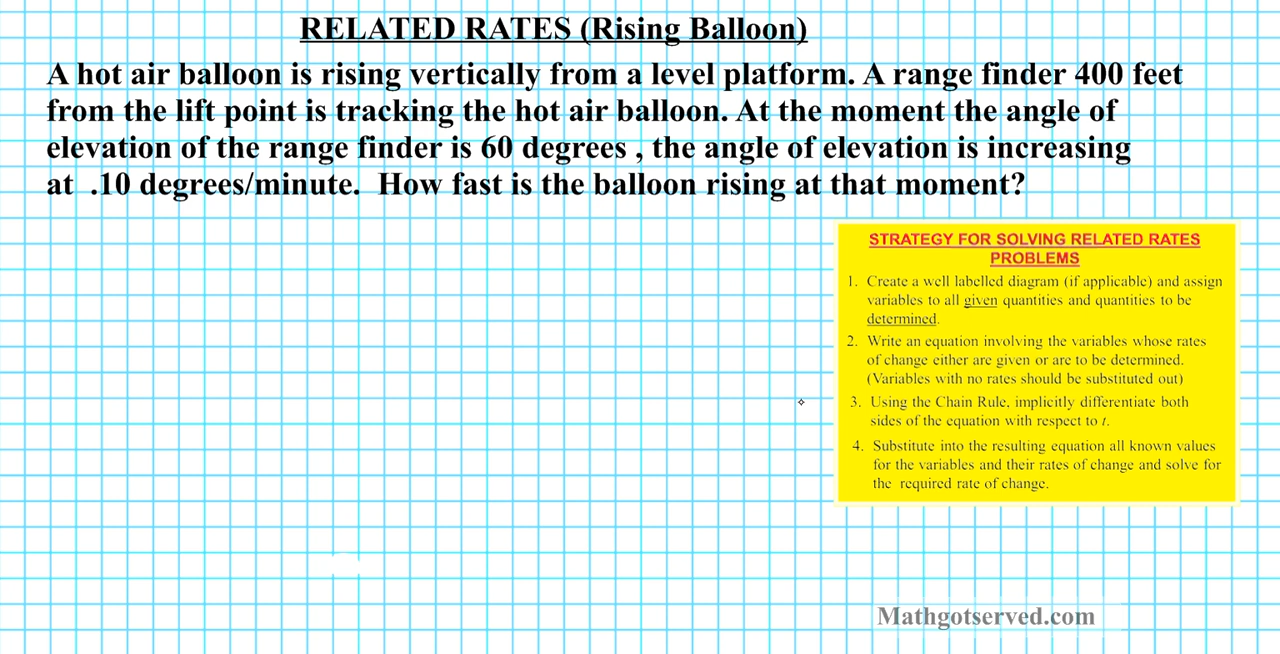 RELATED RATES (Rising Balloon)
A hot air balloon is rising vertically from a level platform. A range finder 400 feet
from the lift point is tracking the hot air balloon. At the moment the angle of
elevation of the range finder is 60 degrees , the angle of elevation is increasing
at .10 degrees/minute. How fast is the balloon rising at that moment?
STRATEGY FOR SOLVING RELATED RATES
PROBLEMS
1. Create a well labelled diagram (if applicable) and assign
variables to all given quantities and quantities to be
determined.
2. Write an equation involving the variables whose rates
of change either are given or are to be determined.
(Variables with no rates should be substituted out)
3. Using the Chain Rule, implicitly differentiate both
sides of the equation with respect to t.
4. Substitute into the resulting equation all known values
for the variables and their rates of change and solve for
the required rate of change.
Mathgotserved.com